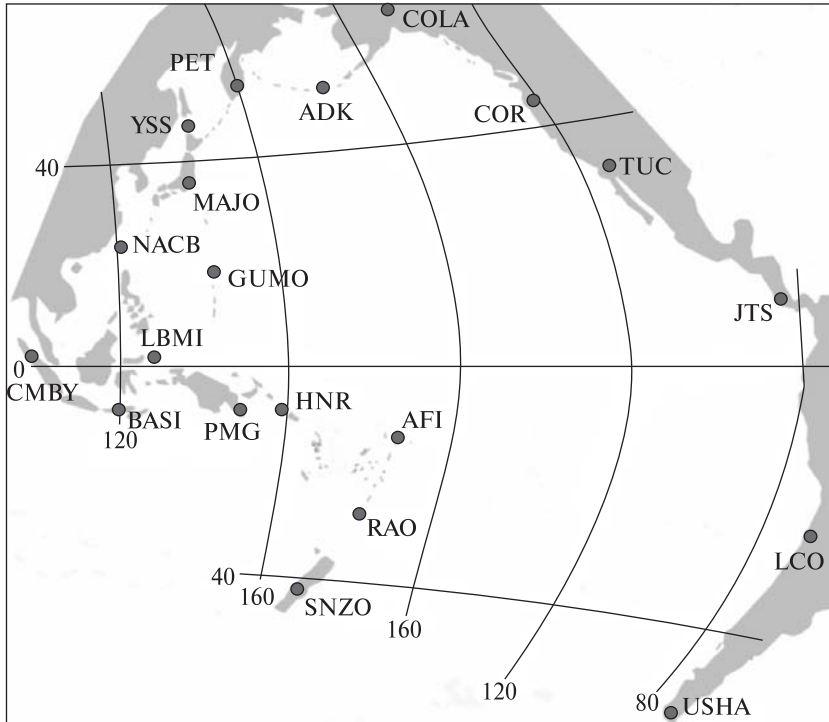 COLA
PET
ADK
COR
YSS
40
TUC
MAJO
NACB
GUMO
JTS
LBMI
0
CMBY
HNR
BASI
PMG
AFI
120
RAO
LCO
40
160
SNZO
160
120
80
USHA